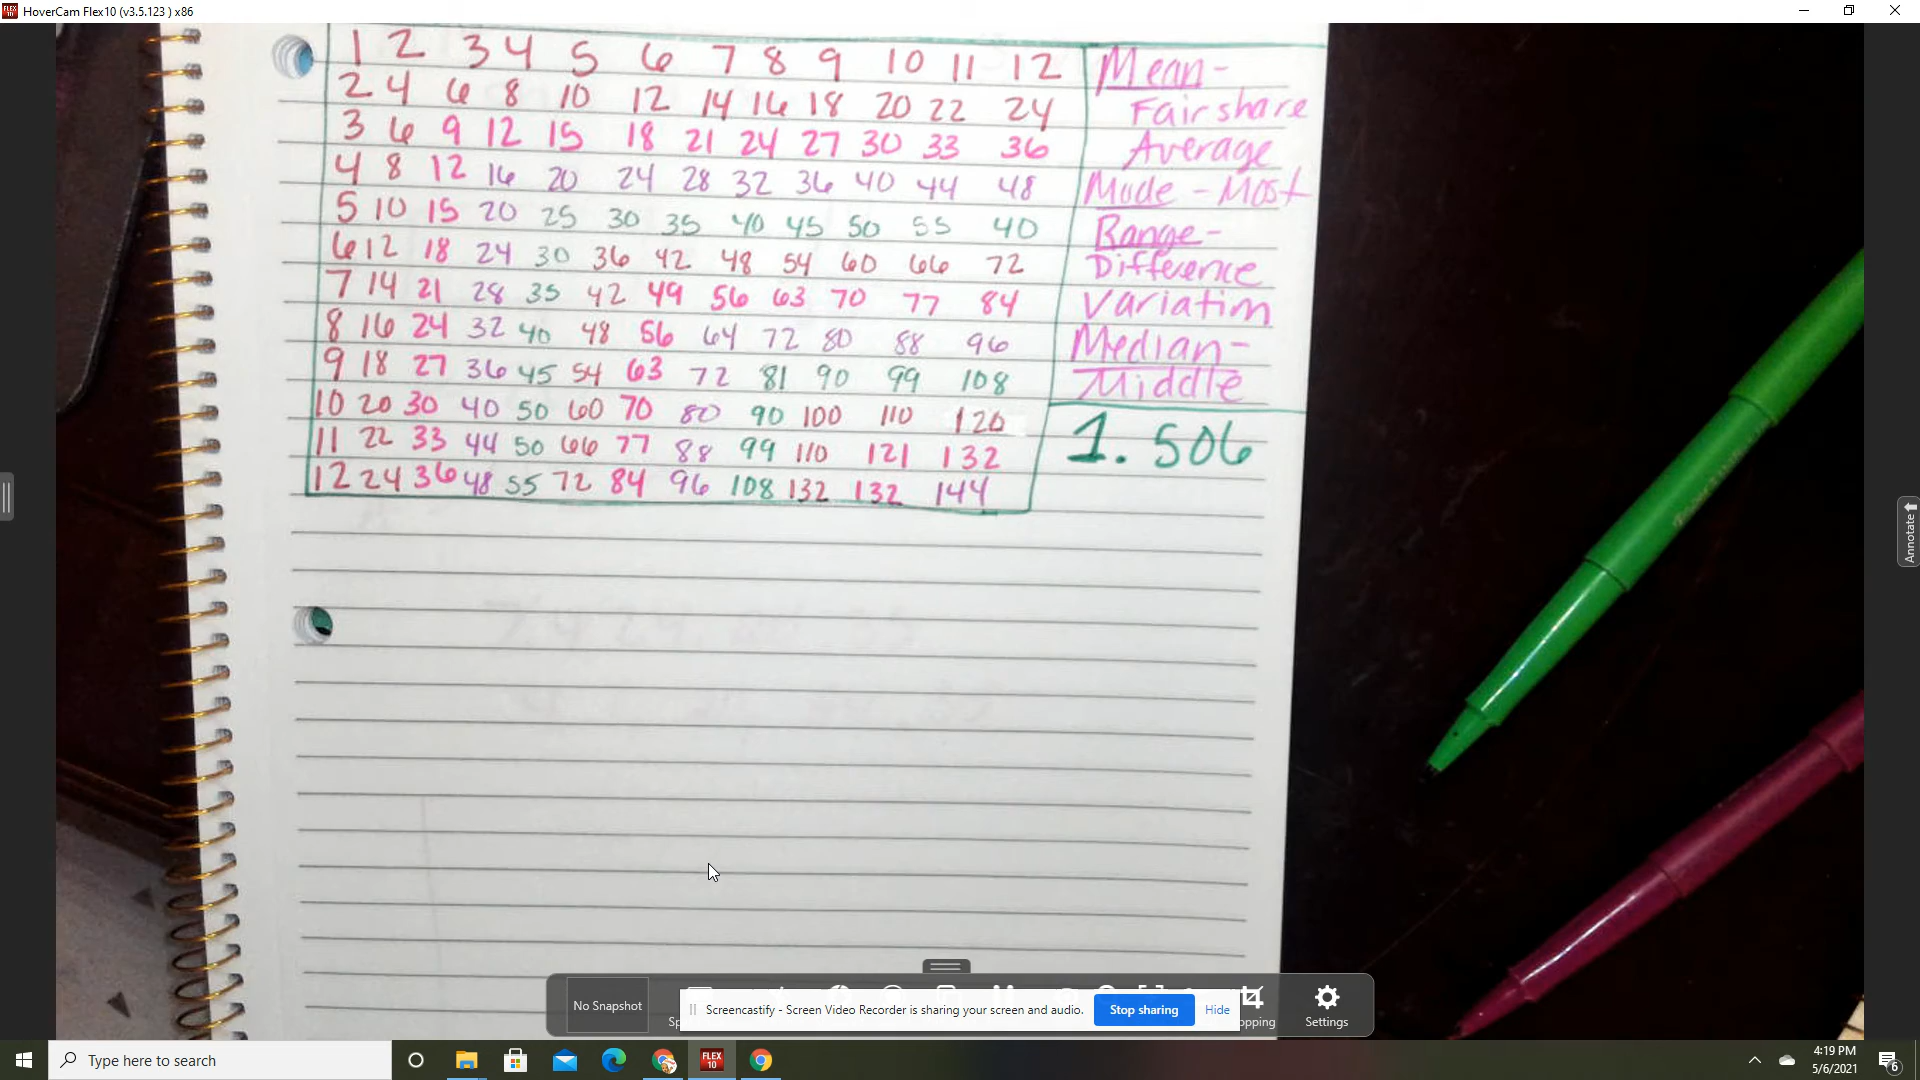 HoverCam Flex10 (v3.5.123 ) x86
1 2 3 4 5 6 7 8 9 10 11 12
2 4 6 8 10 12 14 16 18 20 22 24
3 6 9 12 15 18 21 24 27 30 33 36
4 8 12 16 20 24 28 32 36 40 44 48
5 10 15 20 25 30 35 40 45 50 55 40
6 12 18 24 30 36 42 48 54 60 66 72
7 14 21 28 35 42 49 56 63 70 77 84
8 16 24 32 40 48 56 64 72 80 88 96
9 18 27 36 45 54 63 72 81 90 99 108
10 20 30 40 50 60 70 80 90 100 110 120
11 22 33 44 50 66 77 88 99 110 121 132
12 24 36 48 55 72 84 96 108 132 132 144
Mean-
Fair share
Average
Mode - Most
Range-
Difference
Variation
Median-
Middle
1. 506
Annotate
No Snapshot
Screencastify - Screen Video Recorder is sharing your screen and audio.
Stop sharing
Hide
Settings
Type here to search
FLEX
10
4:19 PM
5/6/2021
6